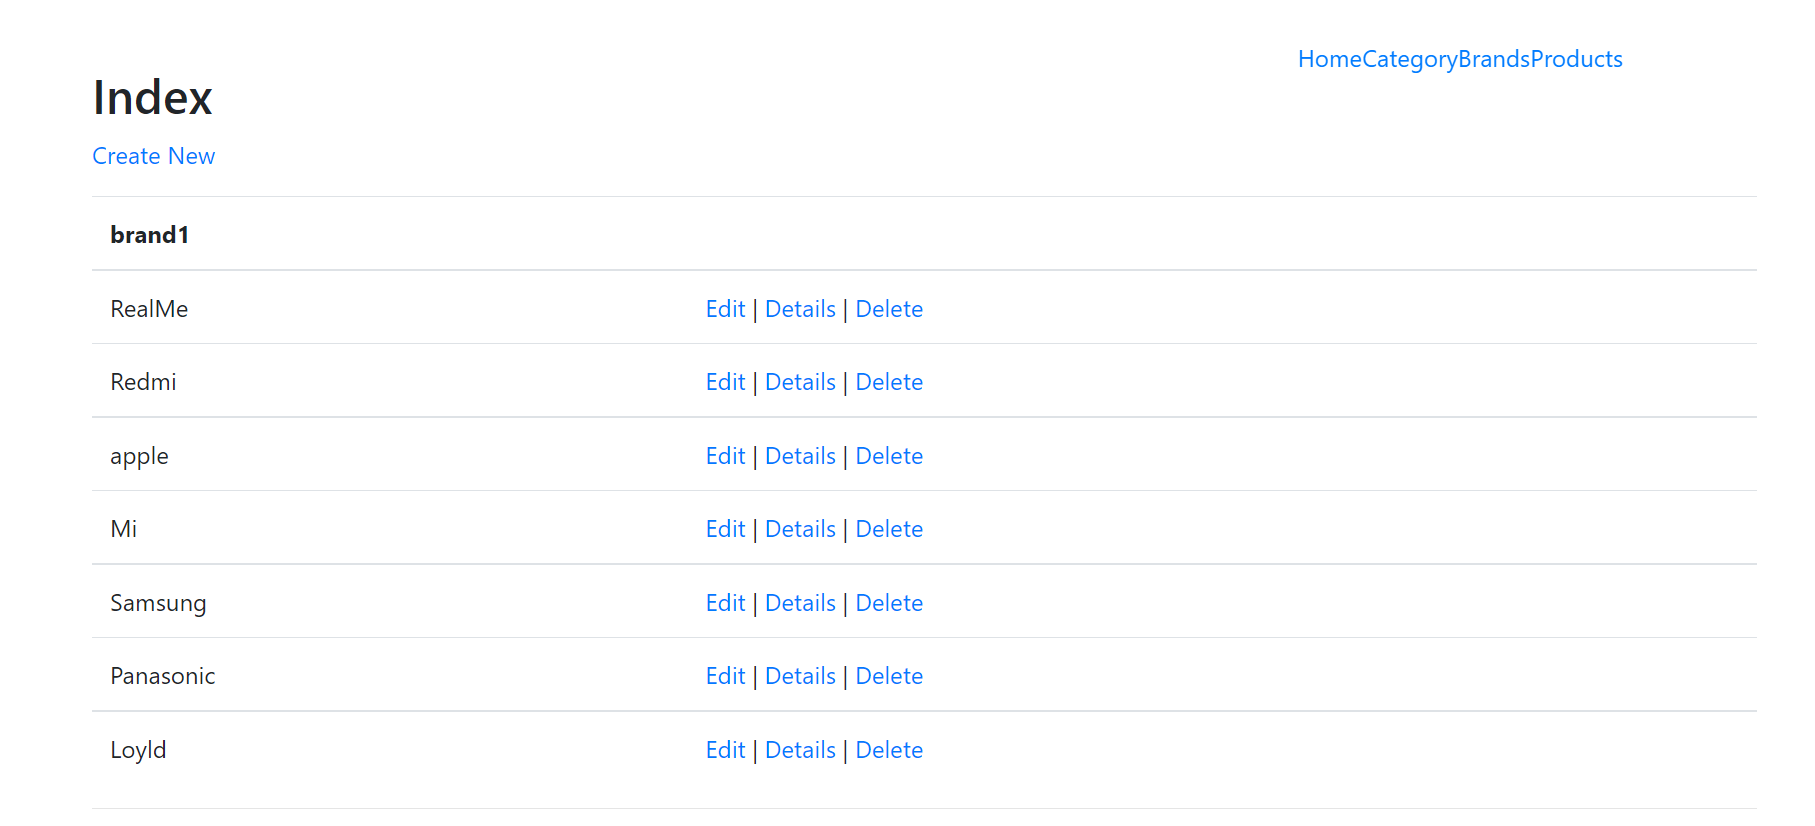 HomeCategoryBrandsProducts
Index
Create New
brand1
RealMe Edit | Details | Delete
Redmi Edit | Details | Delete
apple Edit | Details | Delete
Mi Edit | Details | Delete
Samsung Edit | Details | Delete
Panasonic Edit | Details | Delete
Loyld Edit | Details | Delete